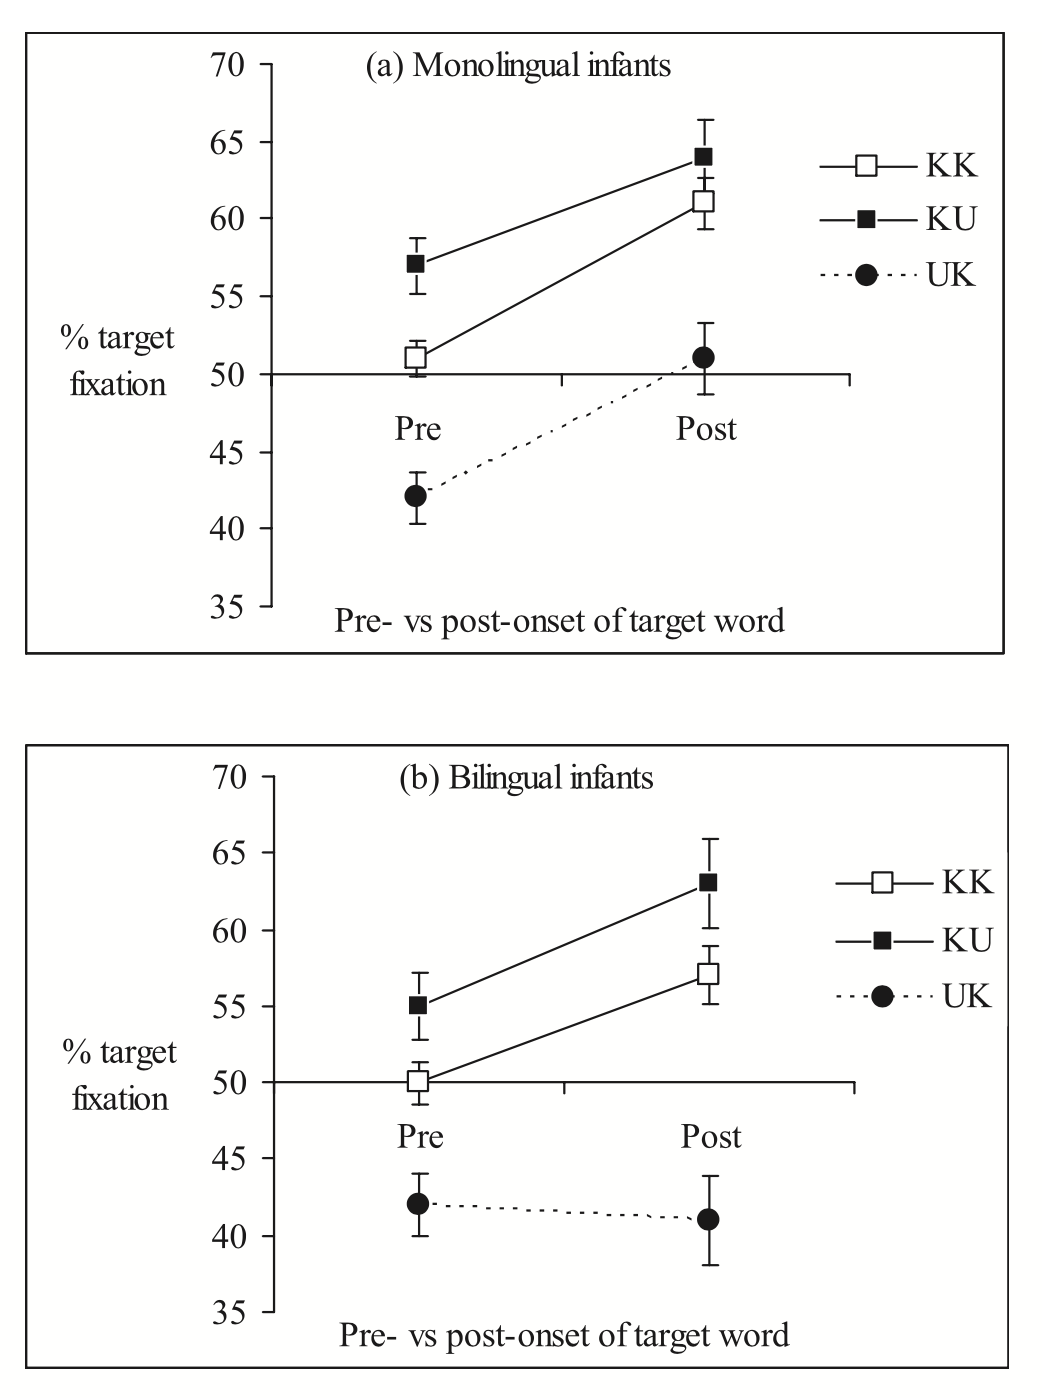 (a) Monolingual infants
70
65
60
55
50
45
40
35
% target
fixation
Pre
Post
KK
KU
UK
Pre- vs post-onset of target word
(b) Bilingual infants
70
65
60
55
50
45
40
35
% target
fixation
Pre
Post
KK
KU
UK
Pre- vs post-onset of target word